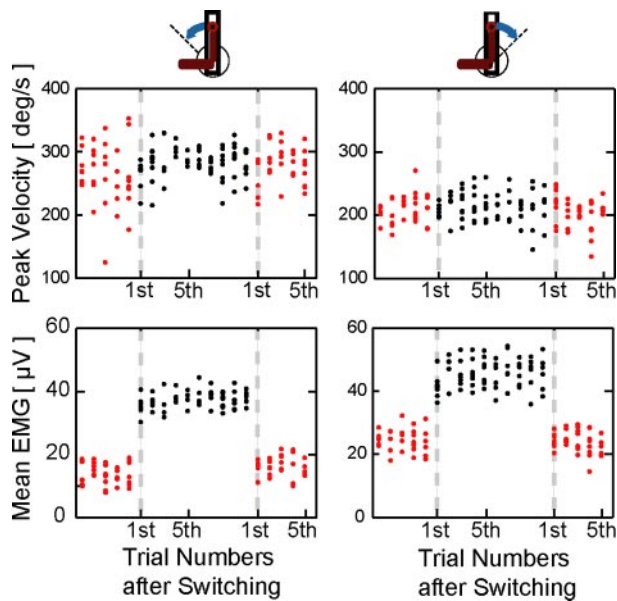 Peak Velocity [ deg/s ]
400
300
200
100
1st 5th 1st 5th
400
300
200
100
1st 5th 1st 5th
Mean EMG [ µV ]
60
40
20
0
1st 5th 1st 5th
60
40
20
0
1st 5th 1st 5th
Trial Numbers
after Switching
Trial Numbers
after Switching